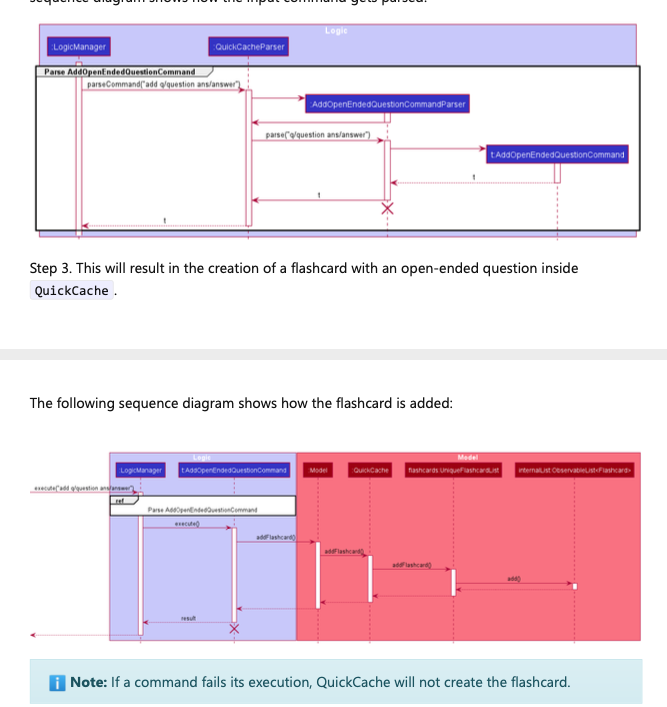 sequence diagram shows how the input command gets parsed:
Logic
:LogicManager
:QuickCacheParser
Parse AddOpenEndedQuestionCommand
parseCommand("add q/question ans/answer")
:AddOpenEndedQuestionCommandParser
parse("q/question ans/answer")
t:AddOpenEndedQuestionCommand
t
t
t
Step 3. This will result in the creation of a flashcard with an open-ended question inside
QuickCache .
The following sequence diagram shows how the flashcard is added:
Logic
Model
:LogicManager
t:AddOpenEndedQuestionCommand
:Model
:QuickCache
flashcards:UniqueFlashcardList
internalList:ObservableList<Flashcard>
execute("add q/question ans/answer")
ref
Parse AddOpenEndedQuestionCommand
execute()
addFlashcard()
addFlashcard()
addFlashcard()
add()
result
i Note: If a command fails its execution, QuickCache will not create the flashcard.